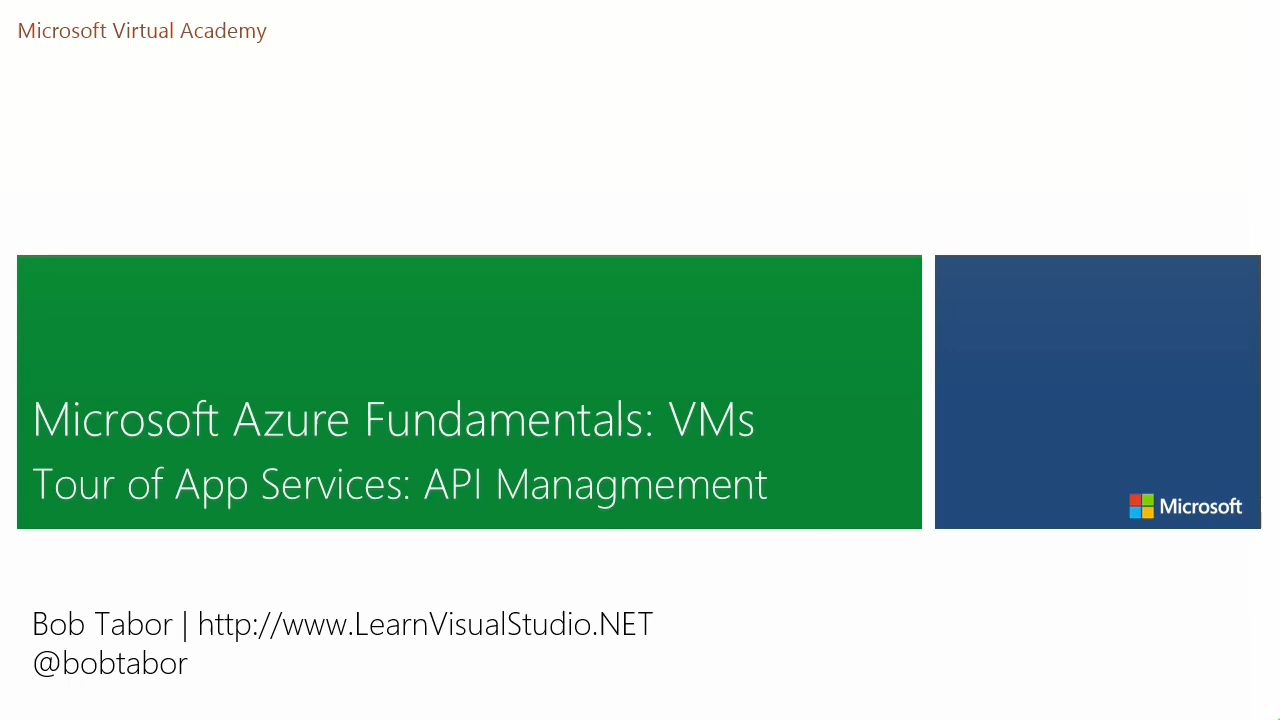 Microsoft Virtual Academy
Microsoft Azure Fundamentals: VMs
Tour of App Services: API Managmement
Microsoft
Bob Tabor | http://www.LearnVisualStudio.NET
@bobtabor